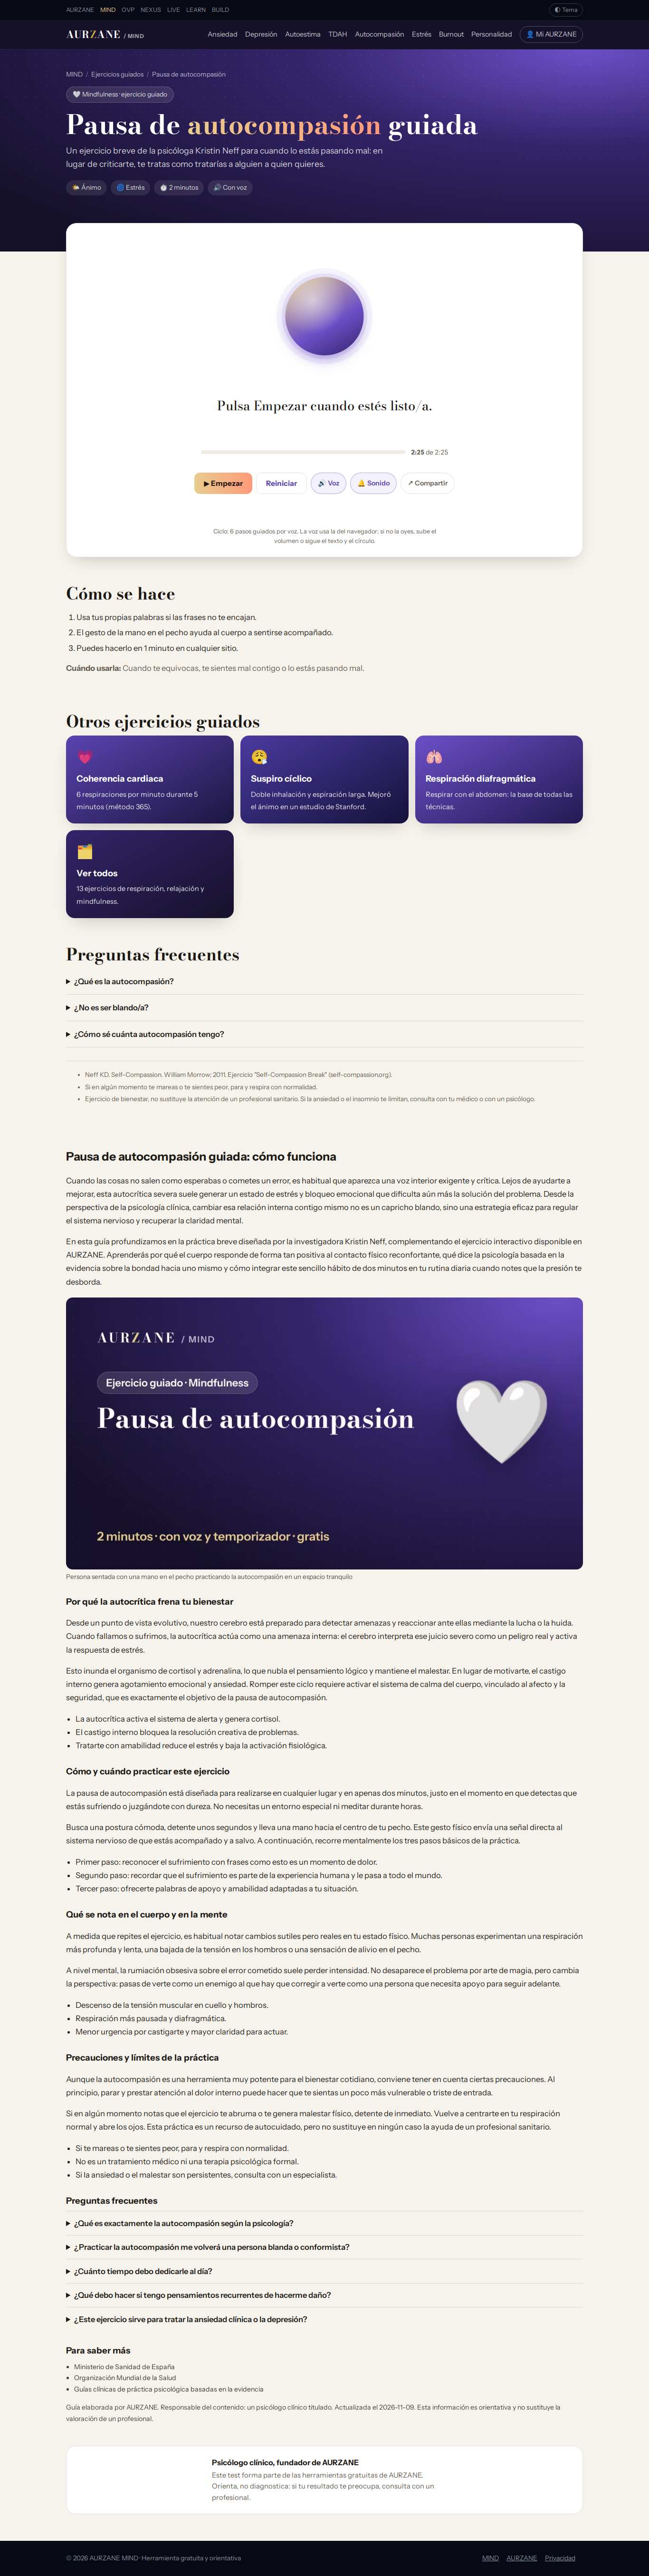 AURZANE MIND OVP NEXUS LIVE LEARN BUILD Tema
AURZANE / MIND Ansiedad Depresión Autoestima TDAH Autocompasión Estrés Burnout Personalidad Mi AURZANE
MIND / Ejercicios guiados / Pausa de autocompasión
Mindfulness · ejercicio guiado
Pausa de autocompasión guiada
Un ejercicio breve de la psicóloga Kristin Neff para cuando lo estás pasando mal: en
lugar de criticarte, te tratas como tratarías a alguien a quien quieres.
Ánimo Estrés 2 minutos Con voz
Pulsa Empezar cuando estés listo/a.
2:25 de 2:25
▶ Empezar Reiniciar Voz Sonido ↗ Compartir
Ciclo: 6 pasos guiados por voz. La voz usa la del navegador: si no la oyes, sube el
volumen o sigue el texto y el círculo.
Cómo se hace
1. Usa tus propias palabras si las frases no te encajan.
2. El gesto de la mano en el pecho ayuda al cuerpo a sentirse acompañado.
3. Puedes hacerlo en 1 minuto en cualquier sitio.
Cuándo usarla: Cuando te equivocas, te sientes mal contigo o lo estás pasando mal.
Otros ejercicios guiados
Coherencia cardiaca
6 respiraciones por minuto durante 5
minutos (método 365).
Suspiro cíclico
Doble inhalación y espiración larga. Mejoró
el ánimo en un estudio de Stanford.
Respiración diafragmática
Respirar con el abdomen: la base de todas las
técnicas.
Ver todos
13 ejercicios de respiración, relajación y
mindfulness.
Preguntas frecuentes
▶ ¿Qué es la autocompasión?
▶ ¿No es ser blando/a?
▶ ¿Cómo sé cuánta autocompasión tengo?
• Neff KD. Self-Compassion. William Morrow; 2011. Ejercicio "Self-Compassion Break" (self-compassion.org).
• Si en algún momento te mareas o te sientes peor, para y respira con normalidad.
• Ejercicio de bienestar, no sustituye la atención de un profesional sanitario. Si la ansiedad o el insomnio te limitan, consulta con tu médico o con un psicólogo.
Pausa de autocompasión guiada: cómo funciona
Cuando las cosas no salen como esperabas o cometes un error, es habitual que aparezca una voz interior exigente y crítica. Lejos de ayudarte a
mejorar, esta autocrítica severa suele generar un estado de estrés y bloqueo emocional que dificulta aún más la solución del problema. Desde la
perspectiva de la psicología clínica, cambiar esa relación interna contigo mismo no es un capricho blando, sino una estrategia eficaz para regular
el sistema nervioso y recuperar la claridad mental.
En esta guía profundizamos en la práctica breve diseñada por la investigadora Kristin Neff, complementando el ejercicio interactivo disponible en
AURZANE. Aprenderás por qué el cuerpo responde de forma tan positiva al contacto físico reconfortante, qué dice la psicología basada en la
evidencia sobre la bondad hacia uno mismo y cómo integrar este sencillo hábito de dos minutos en tu rutina diaria cuando notes que la presión te
desborda.
AURZANE / MIND
Ejercicio guiado · Mindfulness
Pausa de autocompasión
2 minutos · con voz y temporizador · gratis
Persona sentada con una mano en el pecho practicando la autocompasión en un espacio tranquilo
Por qué la autocrítica frena tu bienestar
Desde un punto de vista evolutivo, nuestro cerebro está preparado para detectar amenazas y reaccionar ante ellas mediante la lucha o la huida.
Cuando fallamos o sufrimos, la autocrítica actúa como una amenaza interna: el cerebro interpreta ese juicio severo como un peligro real y activa
la respuesta de estrés.
Esto inunda el organismo de cortisol y adrenalina, lo que nubla el pensamiento lógico y mantiene el malestar. En lugar de motivarte, el castigo
interno genera agotamiento emocional y ansiedad. Romper este ciclo requiere activar el sistema de calma del cuerpo, vinculado al afecto y la
seguridad, que es exactamente el objetivo de la pausa de autocompasión.
• La autocrítica activa el sistema de alerta y genera cortisol.
• El castigo interno bloquea la resolución creativa de problemas.
• Tratarte con amabilidad reduce el estrés y baja la activación fisiológica.
Cómo y cuándo practicar este ejercicio
La pausa de autocompasión está diseñada para realizarse en cualquier lugar y en apenas dos minutos, justo en el momento en que detectas que
estás sufriendo o juzgándote con dureza. No necesitas un entorno especial ni meditar durante horas.
Busca una postura cómoda, detente unos segundos y lleva una mano hacia el centro de tu pecho. Este gesto físico envía una señal directa al
sistema nervioso de que estás acompañado y a salvo. A continuación, recorre mentalmente los tres pasos básicos de la práctica.
• Primer paso: reconocer el sufrimiento con frases como esto es un momento de dolor.
• Segundo paso: recordar que el sufrimiento es parte de la experiencia humana y le pasa a todo el mundo.
• Tercer paso: ofrecerte palabras de apoyo y amabilidad adaptadas a tu situación.
Qué se nota en el cuerpo y en la mente
A medida que repites el ejercicio, es habitual notar cambios sutiles pero reales en tu estado físico. Muchas personas experimentan una respiración
más profunda y lenta, una bajada de la tensión en los hombros o una sensación de alivio en el pecho.
A nivel mental, la rumiación obsesiva sobre el error cometido suele perder intensidad. No desaparece el problema por arte de magia, pero cambia
la perspectiva: pasas de verte como un enemigo al que hay que corregir a verte como una persona que necesita apoyo para seguir adelante.
• Descenso de la tensión muscular en cuello y hombros.
• Respiración más pausada y diafragmática.
• Menor urgencia por castigarte y mayor claridad para actuar.
Precauciones y límites de la práctica
Aunque la autocompasión es una herramienta muy potente para el bienestar cotidiano, conviene tener en cuenta ciertas precauciones. Al
principio, parar y prestar atención al dolor interno puede hacer que te sientas un poco más vulnerable o triste de entrada.
Si en algún momento notas que el ejercicio te abruma o te genera malestar físico, detente de inmediato. Vuelve a centrarte en tu respiración
normal y abre los ojos. Esta práctica es un recurso de autocuidado, pero no sustituye en ningún caso la ayuda de un profesional sanitario.
• Si te mareas o te sientes peor, para y respira con normalidad.
• No es un tratamiento médico ni una terapia psicológica formal.
• Si la ansiedad o el malestar son persistentes, consulta con un especialista.
Preguntas frecuentes
▶ ¿Qué es exactamente la autocompasión según la psicología?
▶ ¿Practicar la autocompasión me volverá una persona blanda o conformista?
▶ ¿Cuánto tiempo debo dedicarle al día?
▶ ¿Qué debo hacer si tengo pensamientos recurrentes de hacerme daño?
▶ ¿Este ejercicio sirve para tratar la ansiedad clínica o la depresión?
Para saber más
• Ministerio de Sanidad de España
• Organización Mundial de la Salud
• Guías clínicas de práctica psicológica basadas en la evidencia
Guía elaborada por AURZANE. Responsable del contenido: un psicólogo clínico titulado. Actualizada el 2026-11-09. Esta información es orientativa y no sustituye la
valoración de un profesional.
Psicólogo clínico, fundador de AURZANE
Este test forma parte de las herramientas gratuitas de AURZANE.
Orienta, no diagnostica: si tu resultado te preocupa, consulta con un
profesional.
© 2026 AURZANE MIND · Herramienta gratuita y orientativa MIND AURZANE Privacidad